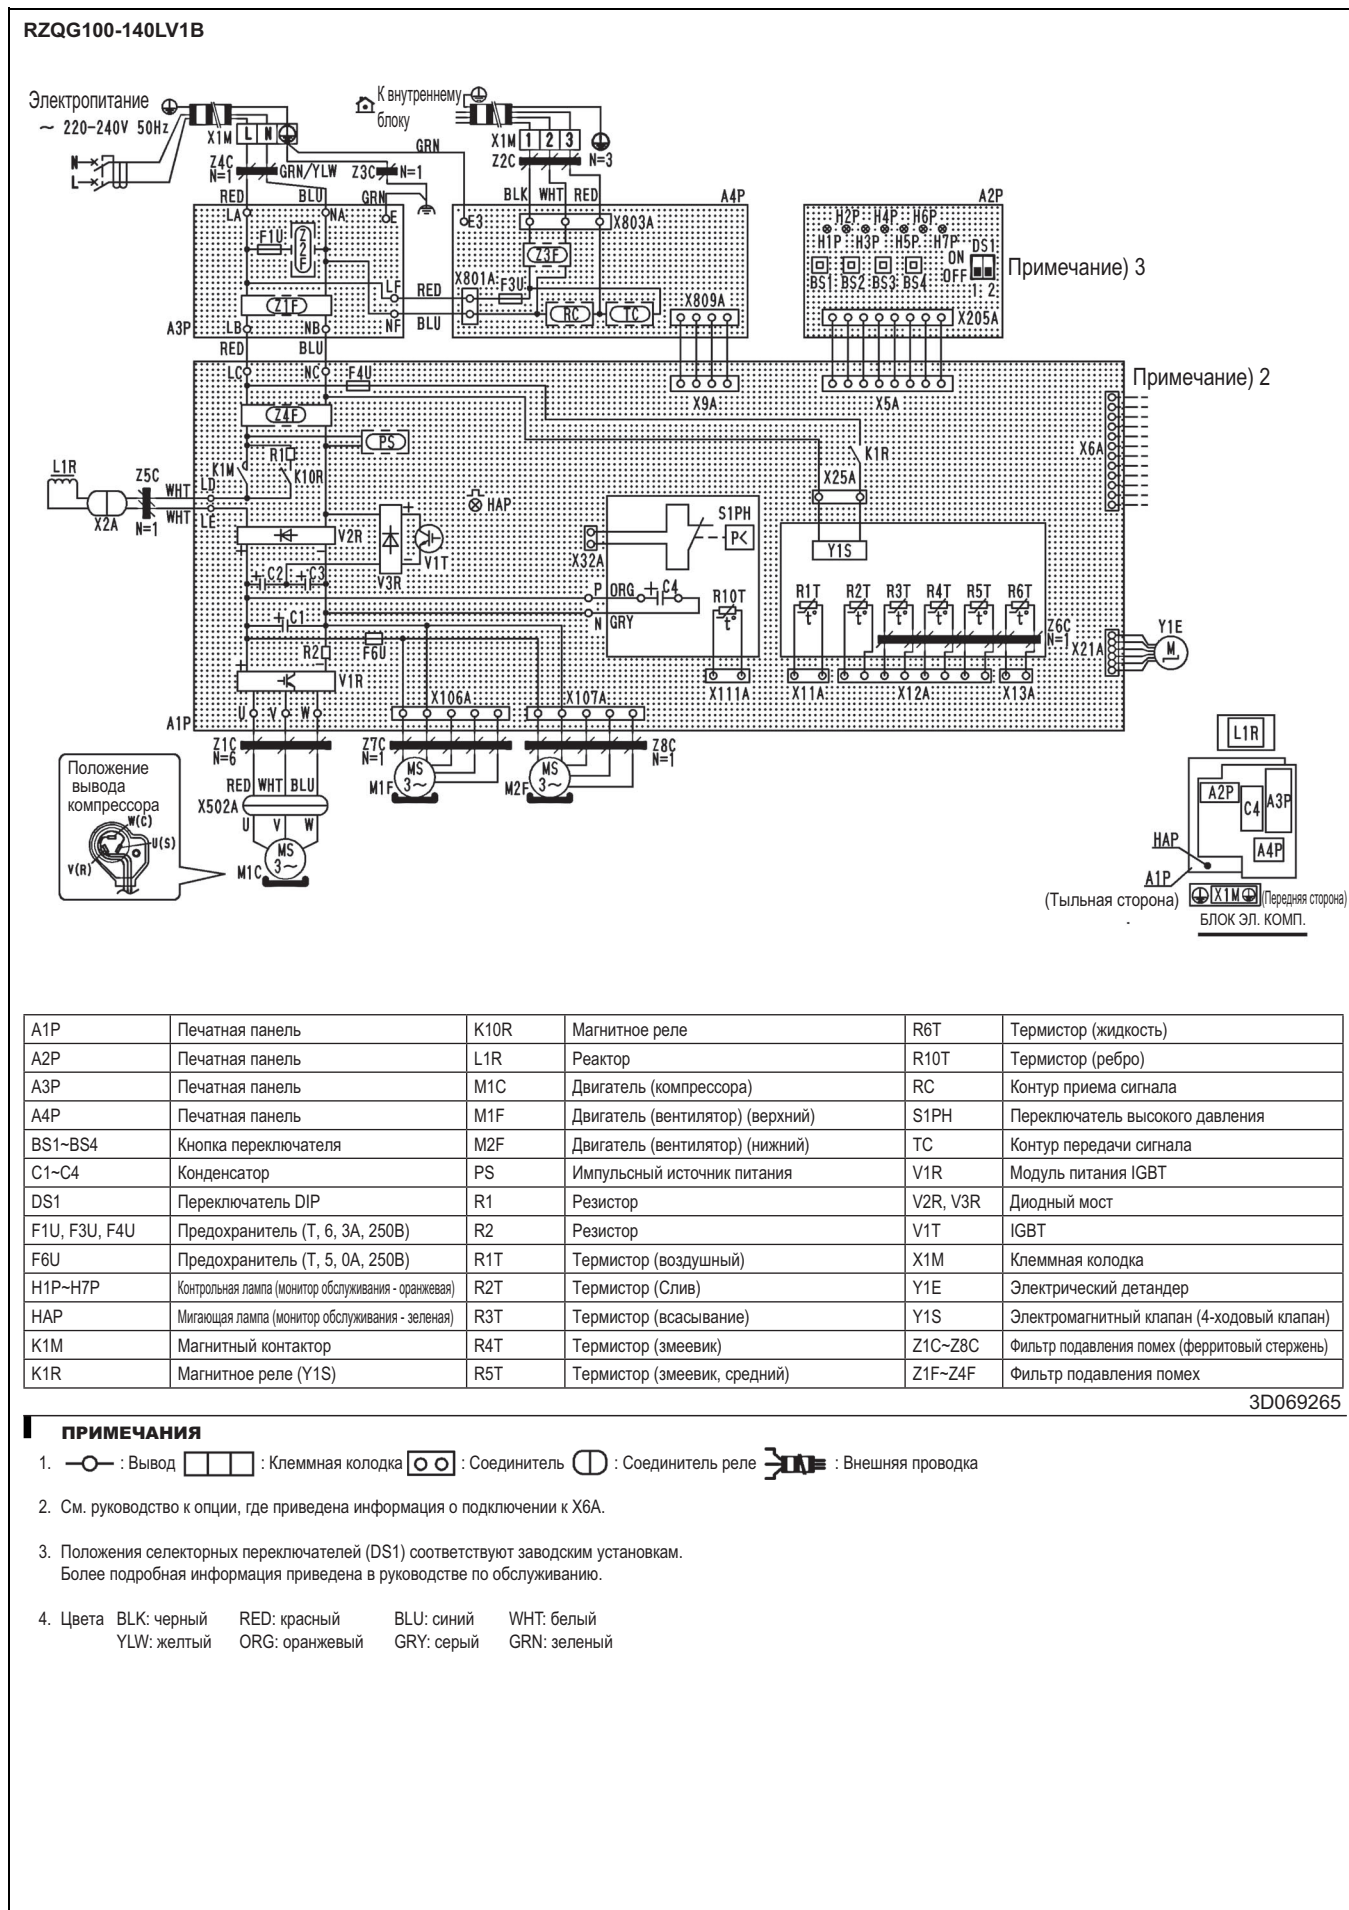 RZQG100-140LV1B
Электропитание
~ 220-240V 50Hz
К внутреннему
блоку
X1M L N
X1M 1 2 3
GRN
Z4C
N=1
GRN/YLW
Z3C
N=1
Z2C
N=3
RED
BLU
GRN
BLK
WHT
RED
A4P
A2P
LA
NA
E
E3
X803A
H2P
H4P
H6P
H1P
H3P
H5P
H7P
DS1
ON
OFF
1 2
Примечание) 3
F1U
Z2F
Z3F
BS1
BS2
BS3
BS4
X801A
F3U
LF
RED
Z1F
RC
TC
X809A
X205A
NF
BLU
A3P
LB
NB
RED
BLU
LC
NC
F4U
X9A
X5A
Примечание) 2
Z4F
PS
R1
K1R
X6A
L1R
Z5C
WHT
LD
K1M
K10R
X25A
X2A
N=1
WHT
LE
HAP
S1PH
P<
+
-
V2R
+
-
V3R
V1T
X32A
Y1S
+
C2
+
C3
P
ORG
+
C4
N
GRY
R10T
t°
R1T
R2T
R3T
R4T
R5T
R6T
t°
t°
t°
t°
t°
t°
+
C1
R2
F6U
Z6C
N=1
X21A
Y1E
M
+
-
V1R
X111A
X11A
X12A
X13A
U
V
W
X106A
X107A
A1P
Z1C
N=6
Z7C
N=1
Z8C
N=1
L1R
Положение
вывода
компрессора
W(C)
U(S)
V(R)
RED
WHT
BLU
X502A
U
V
W
M1F
MS
3~
M2F
MS
3~
M1C
MS
3~
A2P
C4
A3P
HAP
A4P
A1P
(Тыльная сторона)
X1M
(Передняя сторона)
БЛОК ЭЛ. КОМП.
A1P Печатная панель K10R Магнитное реле R6T Термистор (жидкость)
A2P Печатная панель L1R Реактор R10T Термистор (ребро)
A3P Печатная панель M1C Двигатель (компрессора) RC Контур приема сигнала
A4P Печатная панель M1F Двигатель (вентилятор) (верхний) S1PH Переключатель высокого давления
BS1~BS4 Кнопка переключателя M2F Двигатель (вентилятор) (нижний) TC Контур передачи сигнала
C1~C4 Конденсатор PS Импульсный источник питания V1R Модуль питания IGBT
DS1 Переключатель DIP R1 Резистор V2R, V3R Диодный мост
F1U, F3U, F4U Предохранитель (T, 6, 3А, 250В) R2 Резистор V1T IGBT
F6U Предохранитель (T, 5, 0А, 250В) R1T Термистор (воздушный) X1M Клеммная колодка
H1P~H7P Контрольная лампа (монитор обслуживания - оранжевая) R2T Термистор (Слив) Y1E Электрический детандер
HAP Мигающая лампа (монитор обслуживания - зеленая) R3T Термистор (всасывание) Y1S Электромагнитный клапан (4-ходовый клапан)
K1M Магнитный контактор R4T Термистор (змеевик) Z1C~Z8C Фильтр подавления помех (ферритовый стержень)
K1R Магнитное реле (Y1S) R5T Термистор (змеевик, средний) Z1F~Z4F Фильтр подавления помех
3D069265
ПРИМЕЧАНИЯ
1. : Вывод : Клеммная колодка : Соединитель : Соединитель реле : Внешняя проводка
2. См. руководство к опции, где приведена информация о подключении к X6A.
3. Положения селекторных переключателей (DS1) соответствуют заводским установкам.
Более подробная информация приведена в руководстве по обслуживанию.
4. Цвета BLK: черный RED: красный BLU: синий WHT: белый
YLW: желтый ORG: оранжевый GRY: серый GRN: зеленый